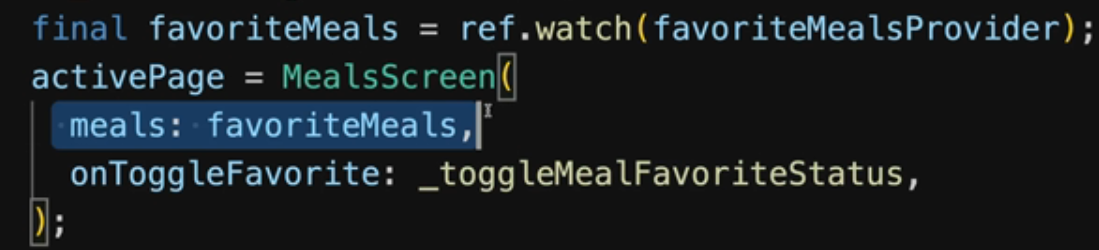 final favoriteMeals = ref.watch(favoriteMealsProvider);
activePage = MealsScreen(
meals: favoriteMeals,
onToggleFavorite: _toggleMealFavoriteStatus,
);